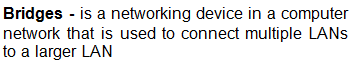 Bridges - is a networking device in a computer
network that is used to connect multiple LANs
to a larger LAN